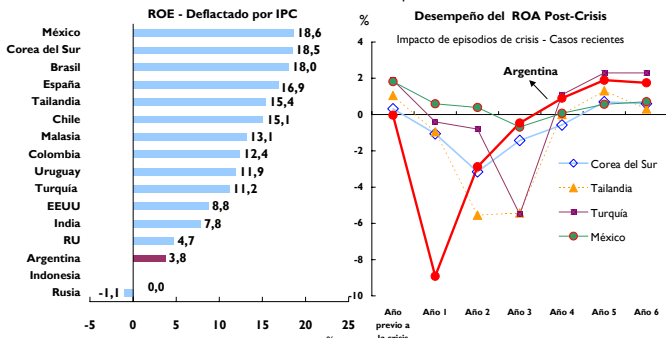 ROE - Deflactado por IPC
México 18,6
Corea del Sur 18,5
Brasil 18,0
España 16,9
Tailandia 15,4
Chile 15,1
Malasia 13,1
Colombia 12,4
Uruguay 11,9
Turquía 11,2
EEUU 8,8
India 7,8
RU 4,7
Argentina 3,8
Indonesia 0,0
Rusia -1,1
-5 0 5 10 15 20 25
%
Desempeño del ROA Post-Crisis
Impacto de episodios de crisis - Casos recientes
4
2
0
-2
-4
-6
-8
-10
Argentina
Corea del Sur
Tailandia
Turquía
México
Año previo a la crisis
Año 1
Año 2
Año 3
Año 4
Año 5
Año 6